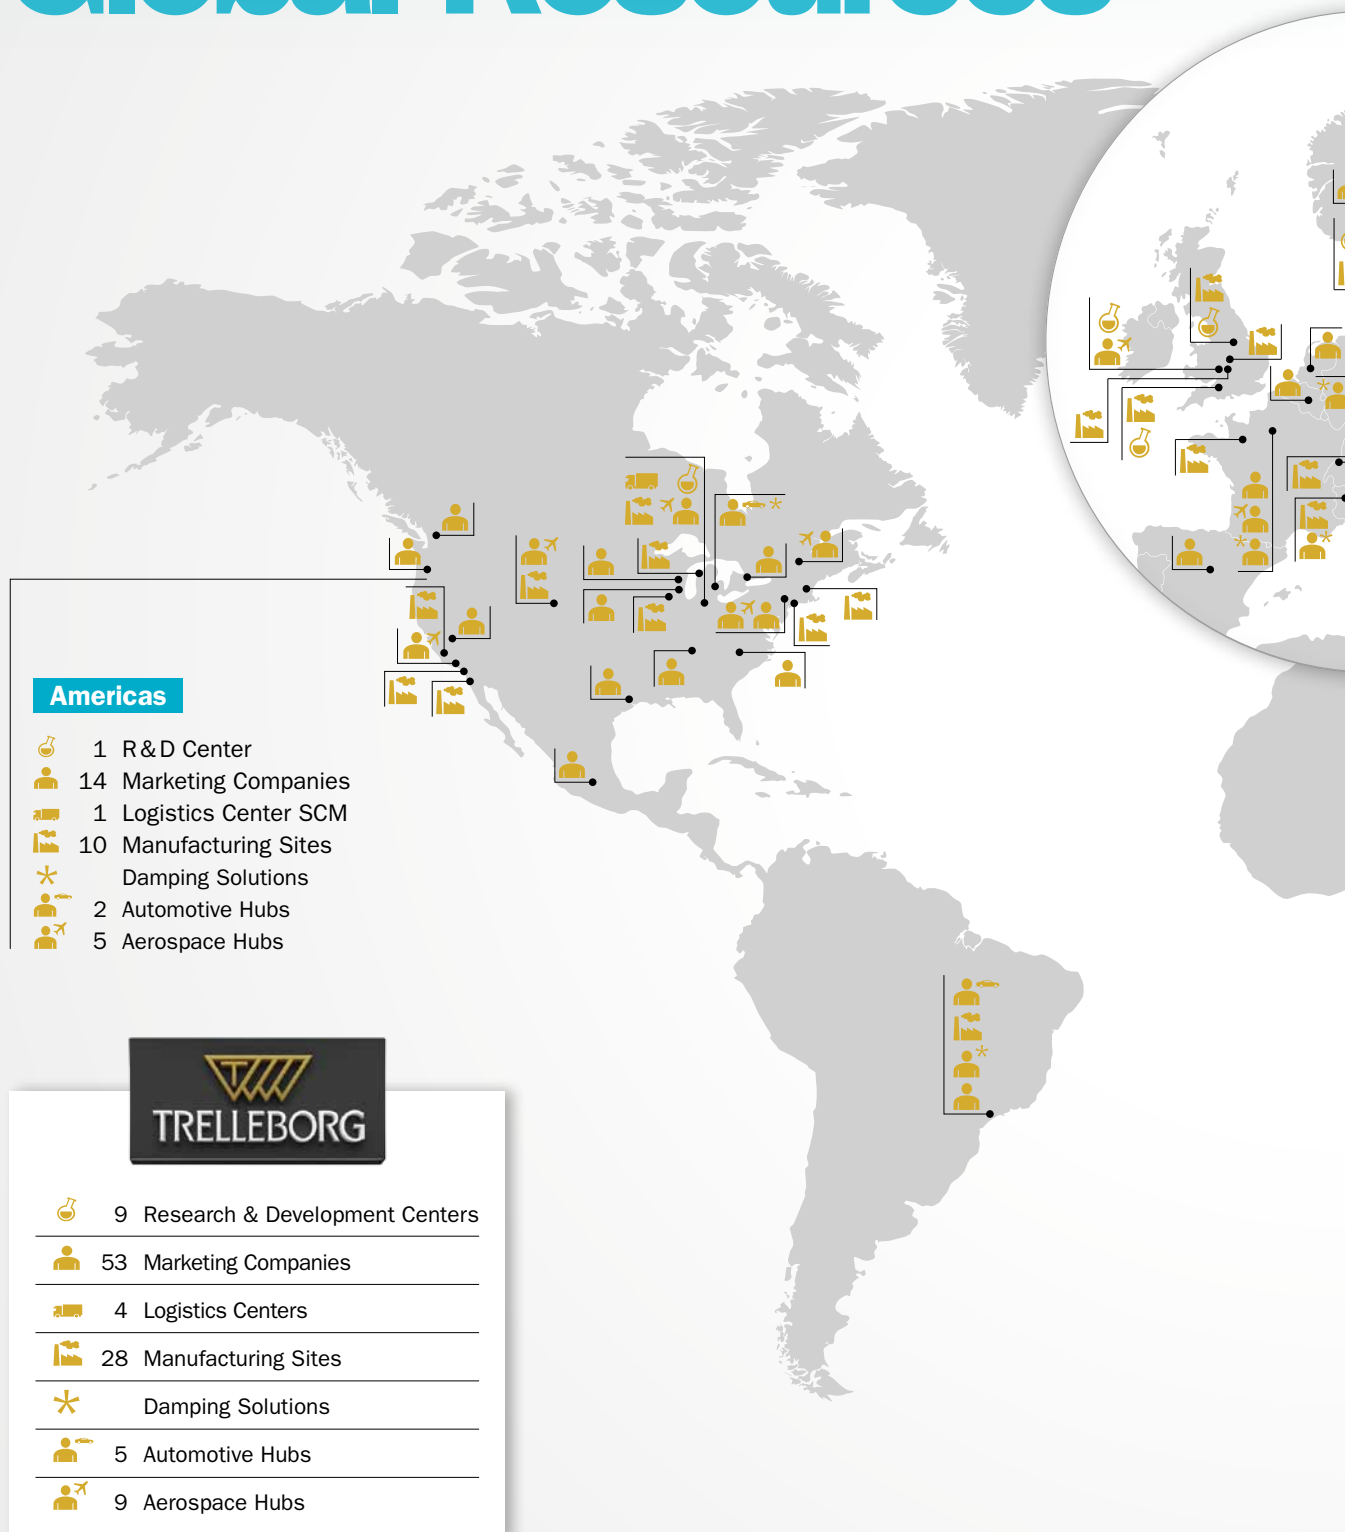 Global Resources
Americas
1 R&D Center
14 Marketing Companies
1 Logistics Center SCM
10 Manufacturing Sites
Damping Solutions
2 Automotive Hubs
5 Aerospace Hubs
TRELLEBORG
9 Research & Development Centers
53 Marketing Companies
4 Logistics Centers
28 Manufacturing Sites
Damping Solutions
5 Automotive Hubs
9 Aerospace Hubs